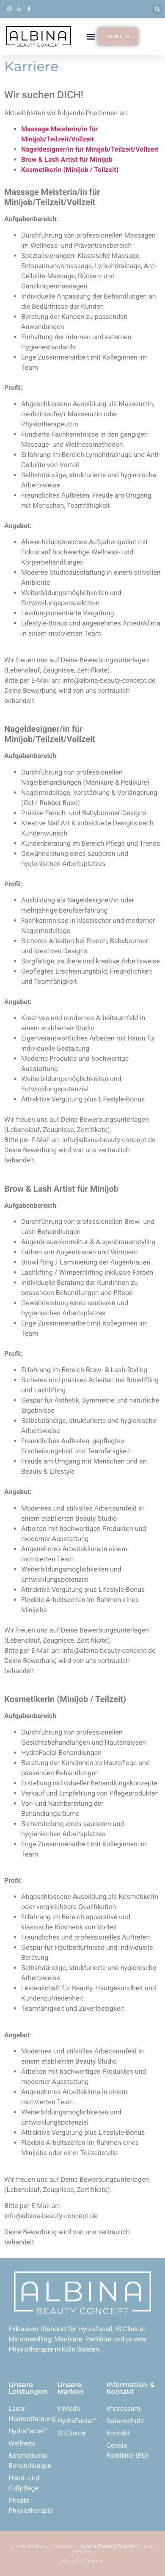 ALBINA
BEAUTY CONCEPT
Termine →
Karriere
Wir suchen DICH!
Aktuell bieten wir folgende Positionen an:
Massage Meisterin/für
Minijob/Teilzeit/Vollzeit
Nageldesigner/in für Minijob/Teilzeit/Vollzeit
Brow & Lash Artist für Minijob
Kosmetikerin (Minijob / Teilzeit)
Massage Meisterin/in für
Minijob/Teilzeit/Vollzeit
Aufgabenbereich:
Durchführung von professionellen Massagen
im Wellness- und Präventionsbereich
Spezialisierungen: Klassische Massage,
Entspannungsmassage, Lymphdrainage, Anti-
Cellulite-Massage, Rücken- und
Ganzkörpermassagen
Individuelle Anpassung der Behandlungen an
die Bedürfnisse der Kunden
Beratung der Kunden zu passenden
Anwendungen
Einhaltung der internen und externen
Hygienestandards
Enge Zusammenarbeit mit Kolleginnen im
Team
Profil:
Abgeschlossene Ausbildung als Masseur/in,
medizinische/r Masseur/in oder
Physiotherapeut/in
Fundierte Fachkenntnisse in den gängigen
Massage- und Wellnessmethoden
Erfahrung im Bereich Lymphdrainage und Anti-
Cellulite von Vorteil
Selbstständige, strukturierte und hygienische
Arbeitsweise
Freundliches Auftreten, Freude am Umgang
mit Menschen, Teamfähigkeit
Angebot:
Abwechslungsreiches Aufgabengebiet mit
Fokus auf hochwertige Wellness- und
Körperbehandlungen
Moderne Studioausstattung in einem stilvollen
Ambiente
Weiterbildungsmöglichkeiten und
Entwicklungsperspektiven
Leistungsorientierte Vergütung
Lifestyle-Bonus und angenehmes Arbeitsklima
in einem motivierten Team
Wir freuen uns auf Deine Bewerbungsunterlagen
(Lebenslauf, Zeugnisse, Zertifikate).
Bitte per E-Mail an: info@albina-beauty-concept.de
Deine Bewerbung wird von uns vertraulich
behandelt.
Nageldesigner/in für
Minijob/Teilzeit/Vollzeit
Aufgabenbereich:
Durchführung von professionellen
Nagelbehandlungen (Maniküre & Pediküre)
Nagelmodellage, Verstärkung & Verlängerung
(Gel / Rubber Base)
Präzise French- und Babyboomer-Designs
Kreative Nail Art & individuelle Designs nach
Kundenwunsch
Kundenberatung im Bereich Pflege und Trends
Gewährleistung eines sauberen und
hygienischen Arbeitsplatzes
Profil:
Ausbildung als Nageldesigner/in oder
mehrjährige Berufserfahrung
Fachkenntnisse in klassischer und moderner
Nagelmodellage
Sicheres Arbeiten bei French, Babyboomer
und kreativen Designs
Sorgfältige, saubere und kreative Arbeitsweise
Gepflegtes Erscheinungsbild, Freundlichkeit
und Teamfähigkeit
Angebot:
Kreatives und modernes Arbeitsumfeld in
einem etablierten Studio
Eigenverantwortliches Arbeiten mit Raum für
individuelle Gestaltung
Moderne Produkte und hochwertige
Ausstattung
Weiterbildungsmöglichkeiten und
Entwicklungspotenzial
Attraktive Vergütung plus Lifestyle-Bonus
Wir freuen uns auf Deine Bewerbungsunterlagen
(Lebenslauf, Zeugnisse, Zertifikate).
Bitte per E-Mail an: info@albina-beauty-concept.de
Deine Bewerbung wird von uns vertraulich
behandelt.
Brow & Lash Artist für Minijob
Aufgabenbereich:
Durchführung von professionellen Brow- und
Lash-Behandlungen
Augenbrauenkorrektur & Augenbrauenstyling
Färben von Augenbrauen und Wimpern
Browlifting / Laminierung der Augenbrauen
Lashlifting / Wimpernlifting inklusive Färben
Individuelle Beratung der Kundinnen zu
passenden Behandlungen und Pflege
Gewährleistung eines sauberen und
hygienischen Arbeitsplatzes
Enge Zusammenarbeit mit Kolleginnen im
Team
Profil:
Erfahrung im Bereich Brow- & Lash-Styling
Sicheres und präzises Arbeiten bei Browlifting
und Lashlifting
Gespür für Ästhetik, Symmetrie und natürliche
Ergebnisse
Selbstständige, strukturierte und hygienische
Arbeitsweise
Freundliches Auftreten, gepflegtes
Erscheinungsbild und Teamfähigkeit
Freude am Umgang mit Menschen und an
Beauty & Lifestyle
Angebot:
Modernes und stilvolles Arbeitsumfeld in
einem etablierten Beauty Studio
Arbeiten mit hochwertigen Produkten und
moderner Ausstattung
Angenehmes Arbeitsklima in einem
motivierten Team
Weiterbildungsmöglichkeiten und
Entwicklungspotenzial
Attraktive Vergütung plus Lifestyle-Bonus
Flexible Arbeitszeiten im Rahmen eines
Minijobs
Wir freuen uns auf Deine Bewerbungsunterlagen
(Lebenslauf, Zeugnisse, Zertifikate).
Bitte per E-Mail an: info@albina-beauty-concept.de
Deine Bewerbung wird von uns vertraulich
behandelt.
Kosmetikerin (Minijob / Teilzeit)
Aufgabenbereich:
Durchführung von professionellen
Gesichtsbehandlungen und Hautanalysen
HydraFacial-Behandlungen
Beratung der Kundinnen zu Hautpflege und
passenden Behandlungen
Erstellung individueller Behandlungskonzepte
Verkauf und Empfehlung von Pflegeprodukten
Vor- und Nachbereitung der
Behandlungsräume
Sicherstellung eines sauberen und
hygienischen Arbeitsplatzes
Enge Zusammenarbeit mit Kolleginnen im
Team
Profil:
Abgeschlossene Ausbildung als Kosmetikerin
oder vergleichbare Qualifikation
Erfahrung im Bereich apparative und
klassische Kosmetik von Vorteil
Freundliches und professionelles Auftreten
Gespür für Hautbedürfnisse und individuelle
Beratung
Selbstständige, strukturierte und hygienische
Arbeitsweise
Leidenschaft für Beauty, Hautgesundheit und
Kundenzufriedenheit
Teamfähigkeit und Zuverlässigkeit
Angebot:
Modernes und stilvolles Arbeitsumfeld in
einem etablierten Beauty Studio
Arbeiten mit hochwertigen Produkten und
moderner Ausstattung
Angenehmes Arbeitsklima in einem
motivierten Team
Weiterbildungsmöglichkeiten und
Entwicklungspotenzial
Attraktive Vergütung plus Lifestyle-Bonus
Flexible Arbeitszeiten im Rahmen eines
Minijobs oder einer Teilzeitstelle
Wir freuen uns auf Deine Bewerbungsunterlagen
(Lebenslauf, Zeugnisse, Zertifikate).
Bitte per E-Mail an:
info@albina-beauty-concept.de
Deine Bewerbung wird von uns vertraulich
behandelt.
ALBINA
BEAUTY CONCEPT
Exklusiver Standort für Hydrafacial, IS Clinical,
Microneedling, Maniküre, Pediküre und private
Physiotherapie in Köln Weiden.
Unsere
Leistungen
Laser-
Haarentfernung
HydraFacial™
Wellness
Kosmetische
Behandlungen
Hand- und
Fußpflege
Private
Physiotherapie
Unsere
Marken
InMode
HydraFacial™
IS Clinical
Information &
Kontakt
Impressum
Datenschutz
Kontakt
Cookie
Richtlinie (EU)
Albina Beauty Concept